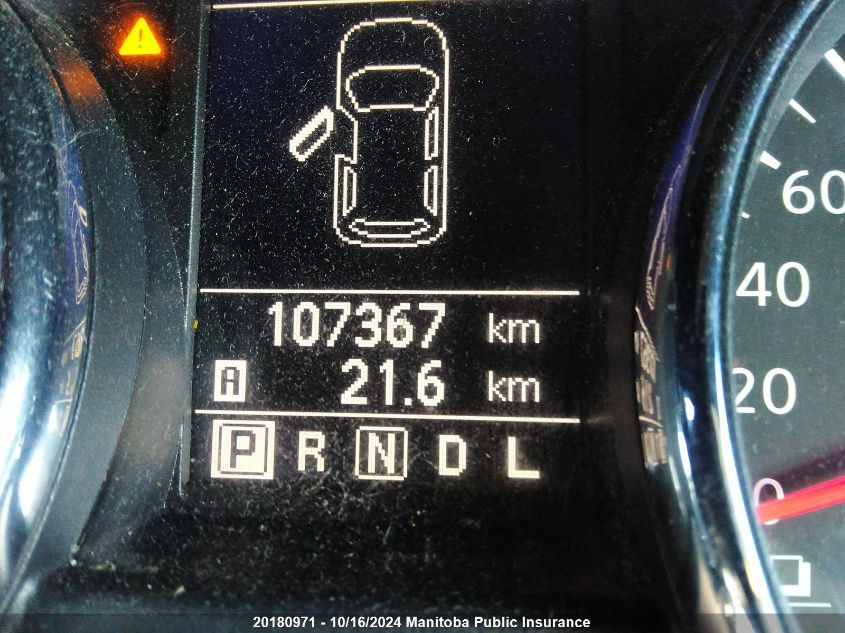 107367 km
A 21.6 km
P R N D L
60
40
20
0
20180971 - 10/16/2024 Manitoba Public Insurance